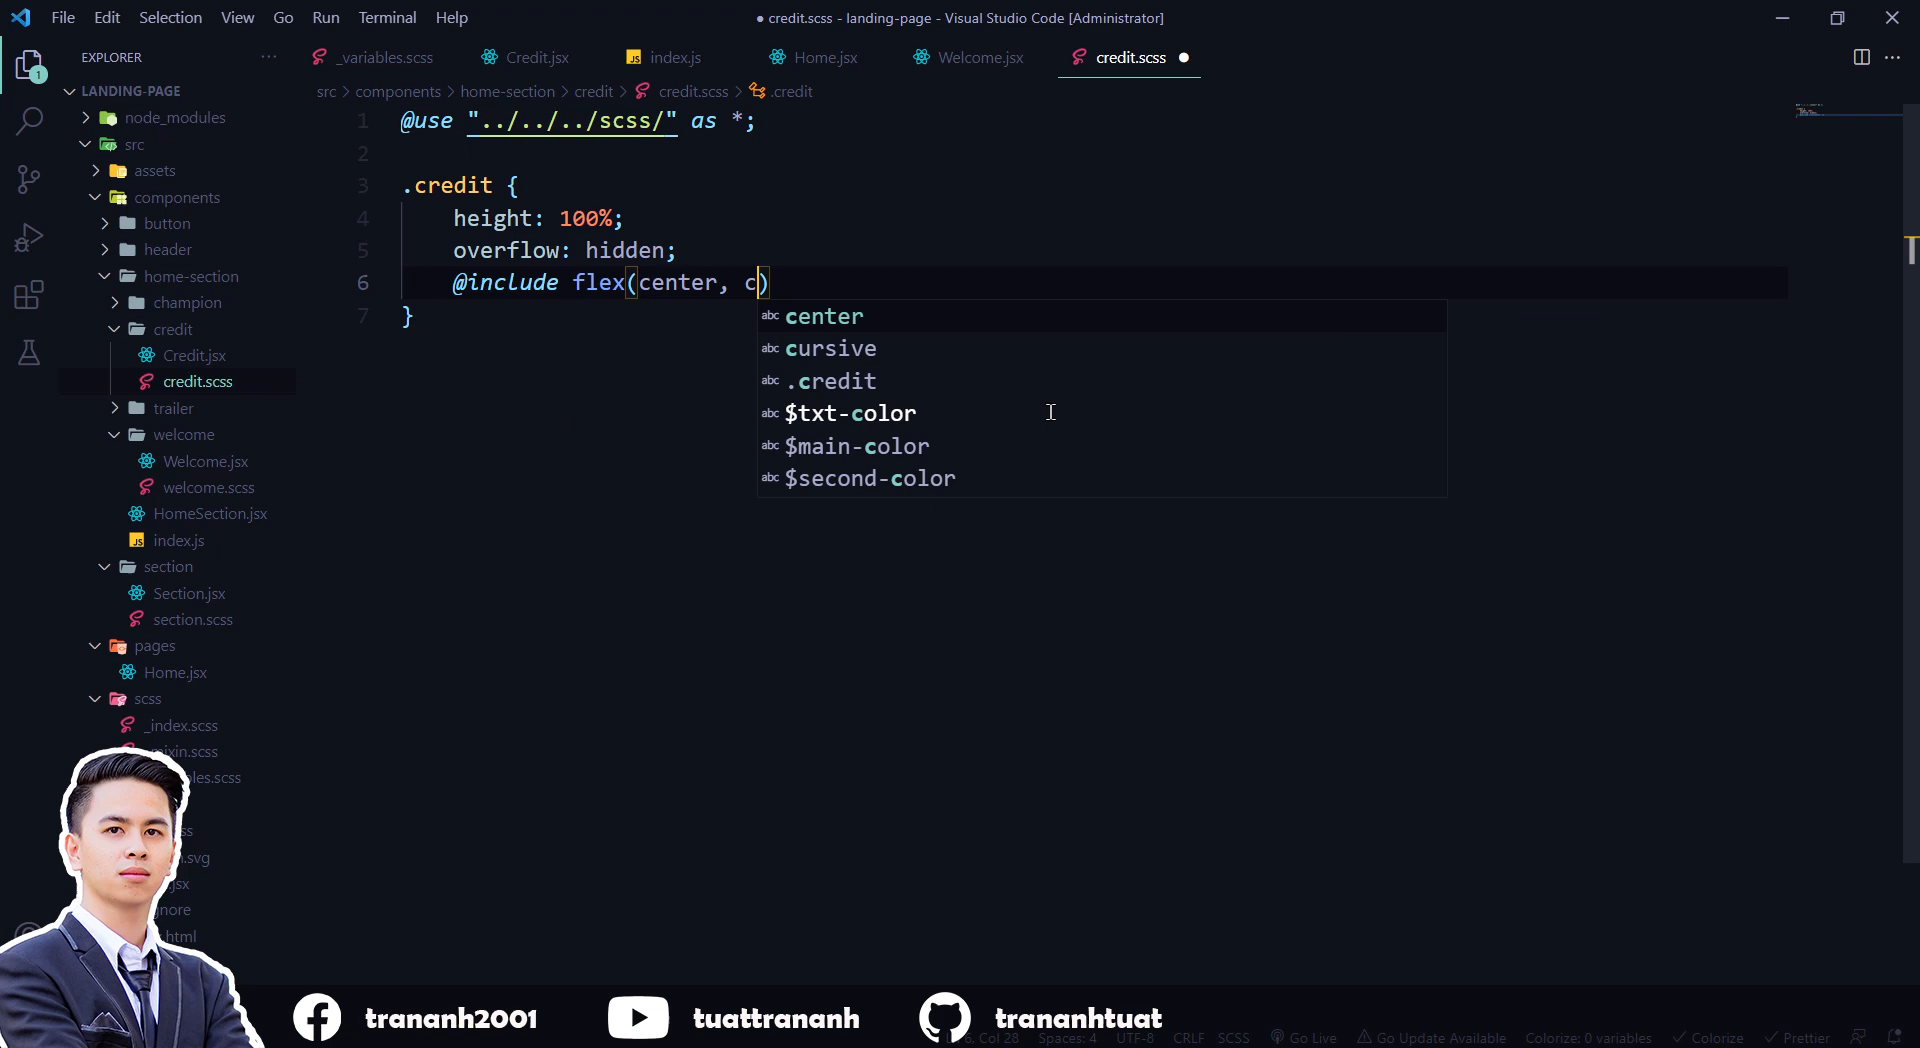 File Edit Selection View Go Run Terminal Help
● credit.scss - landing-page - Visual Studio Code [Administrator]
EXPLORER
_variables.scss
Credit.jsx
index.js
Home.jsx
Welcome.jsx
credit.scss
1
LANDING-PAGE
src > components > home-section > credit > credit.scss > .credit
node_modules
src
assets
components
button
header
home-section
champion
credit
Credit.jsx
credit.scss
trailer
welcome
Welcome.jsx
welcome.scss
HomeSection.jsx
index.js
section
Section.jsx
section.scss
pages
Home.jsx
scss
_index.scss
mixin.scss
les.scss
ss
.svg
.jsx
nore
.html
1 @use "../../../scss/" as *;
2
3 .credit {
4 height: 100%;
5 overflow: hidden;
6 @include flex(center, c)
7 }
abc center
abc cursive
abc .credit
abc $txt-color
abc $main-color
abc $second-color
trananh2001
tuattrananh
trananhtuat
6, Col 28
Spaces: 4
UTF-8
CRLF
SCSS
Go Live
Go Update Available
Colorize: 0 variables
Colorize
Prettier